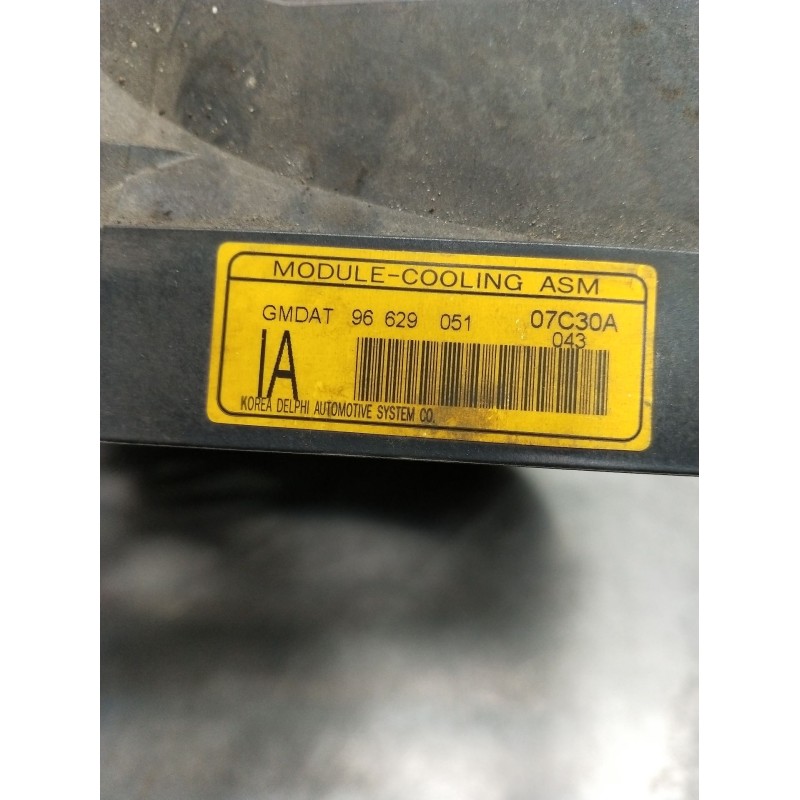 MODULE-COOLING ASM
GMDAT 96 629 051 07C30A
043
IA
KOREA DELPHI AUTOMOTIVE SYSTEM CO.